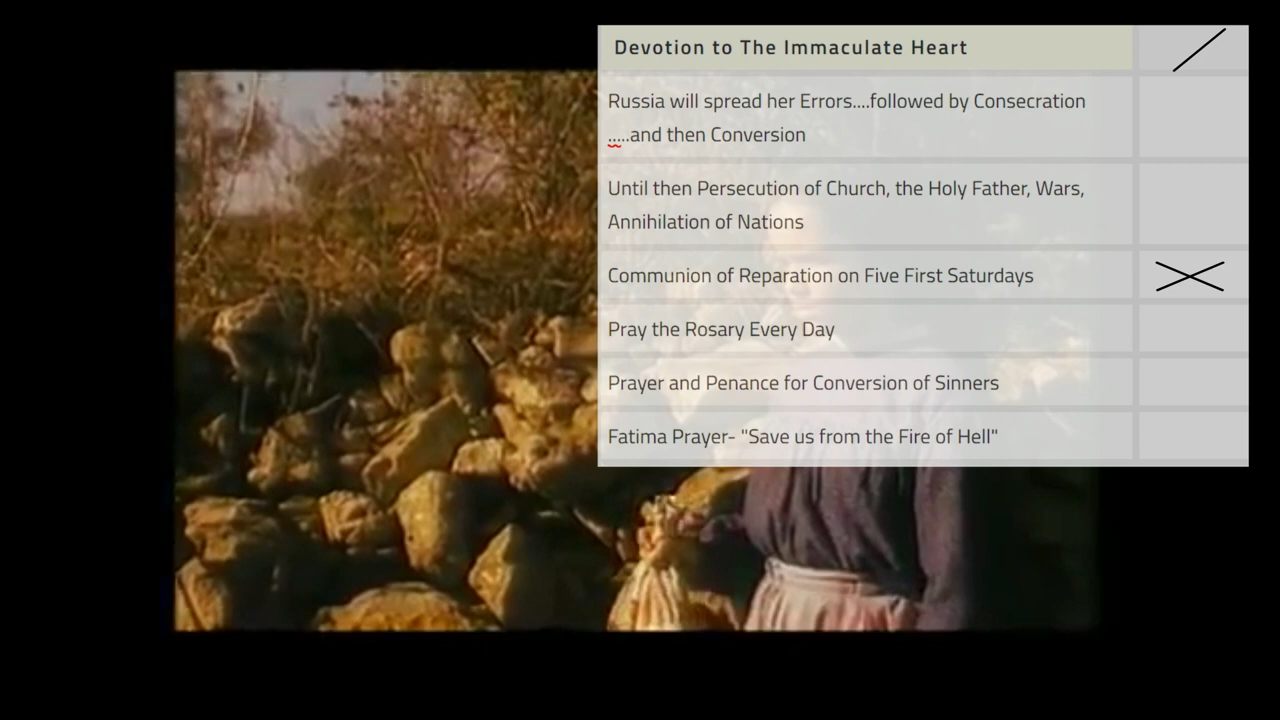 Devotion to The Immaculate Heart
Russia will spread her Errors....followed by Consecration
.....and then Conversion
Until then Persecution of Church, the Holy Father, Wars,
Annihilation of Nations
Communion of Reparation on Five First Saturdays
Pray the Rosary Every Day
Prayer and Penance for Conversion of Sinners
Fatima Prayer- "Save us from the Fire of Hell"